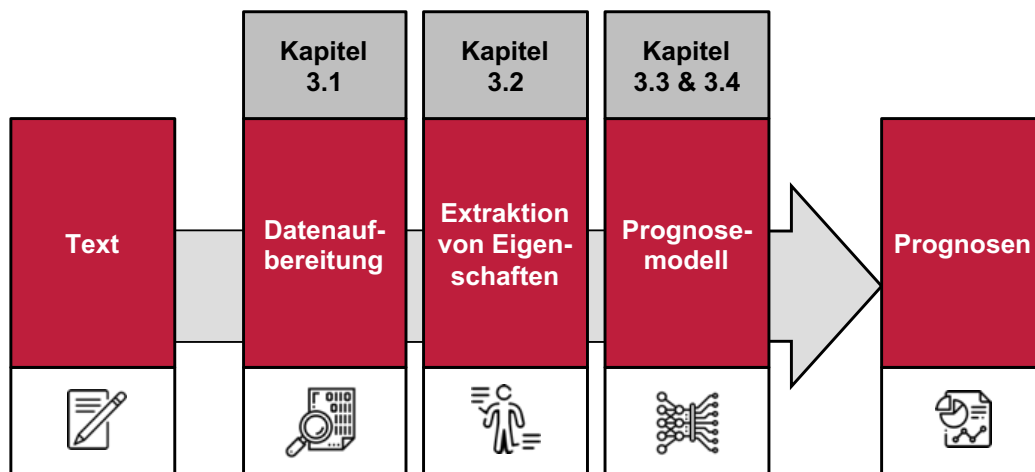 Kapitel
3.1
Kapitel
3.2
Kapitel
3.3 & 3.4
Text
Datenauf-
bereitung
Extraktion
von Eigen-
schaften
Prognose-
modell
Prognosen